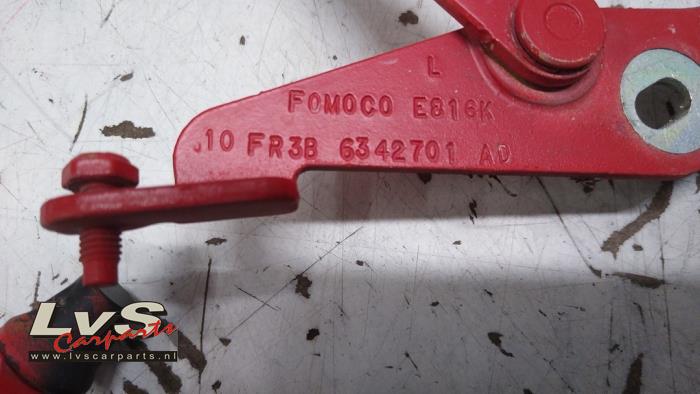 L
FOMOCO E816K
.10 FR3B 6342701 AD
LvS
Carparts
www.lvscarparts.nl